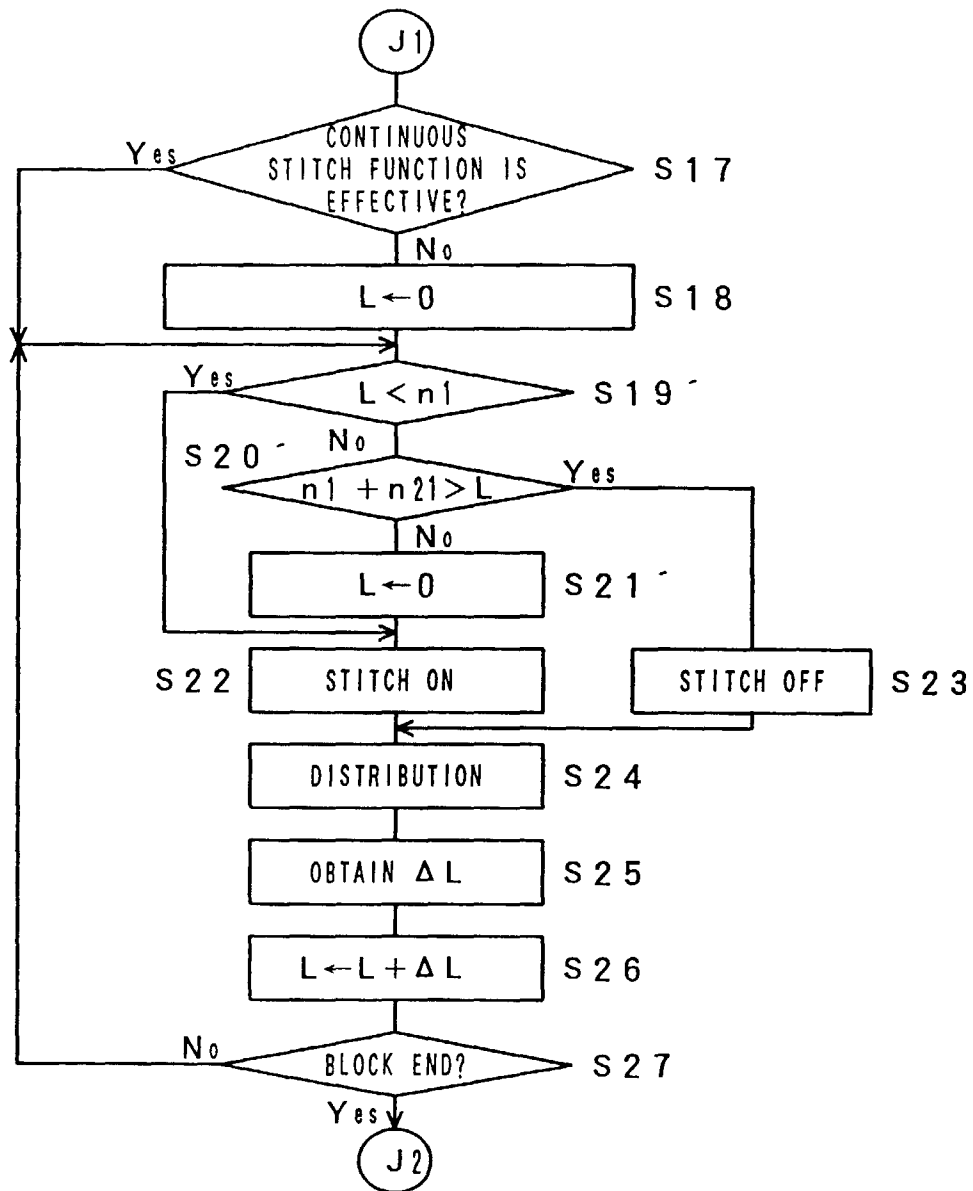 J1
CONTINUOUS
STITCH FUNCTION IS
EFFECTIVE?
Yes
S17
No
L←0
S18
Yes
L<n1
S19
No
S20
n1 + n21 > L
Yes
No
L←0
S21
S22
STITCH ON
STITCH OFF
S23
DISTRIBUTION
S24
OBTAIN ΔL
S25
L←L+ΔL
S26
No
BLOCK END?
S27
Yes
J2